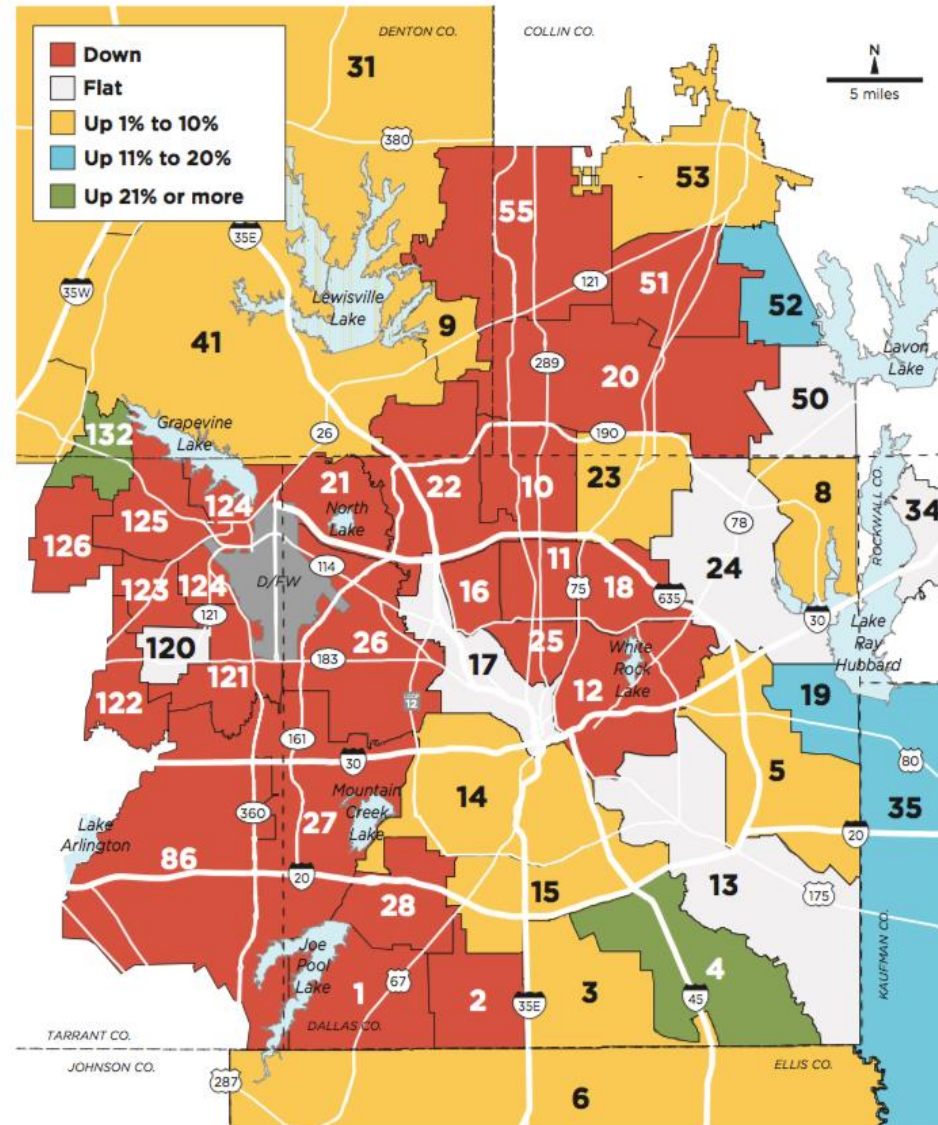 DENTON CO.
COLLIN CO.
Down
Flat
Up 1% to 10%
Up 11% to 20%
Up 21% or more
N
5 miles
31
380
53
55
35E
35W
121
51
52
Lewisville
Lake
9
41
289
20
Lavon
Lake
50
Grapevine
Lake
132
26
190
21
22
10
23
8
ROCKWALL CO.
34
124
125
North
Lake
78
126
D/FW
114
11
24
123
124
16
75
18
635
121
30
Lake
Ray
Hubbard
120
26
25
White
Rock
Lake
183
17
121
12
19
122
LOOP
12
161
80
30
5
14
Mountain
Creek
Lake
35
360
27
Lake
Arlington
20
86
13
20
15
175
28
Joe
Pool
Lake
4
KAUFMAN CO.
1
67
2
3
35E
45
DALLAS CO.
TARRANT CO.
JOHNSON CO.
ELLIS CO.
287
6